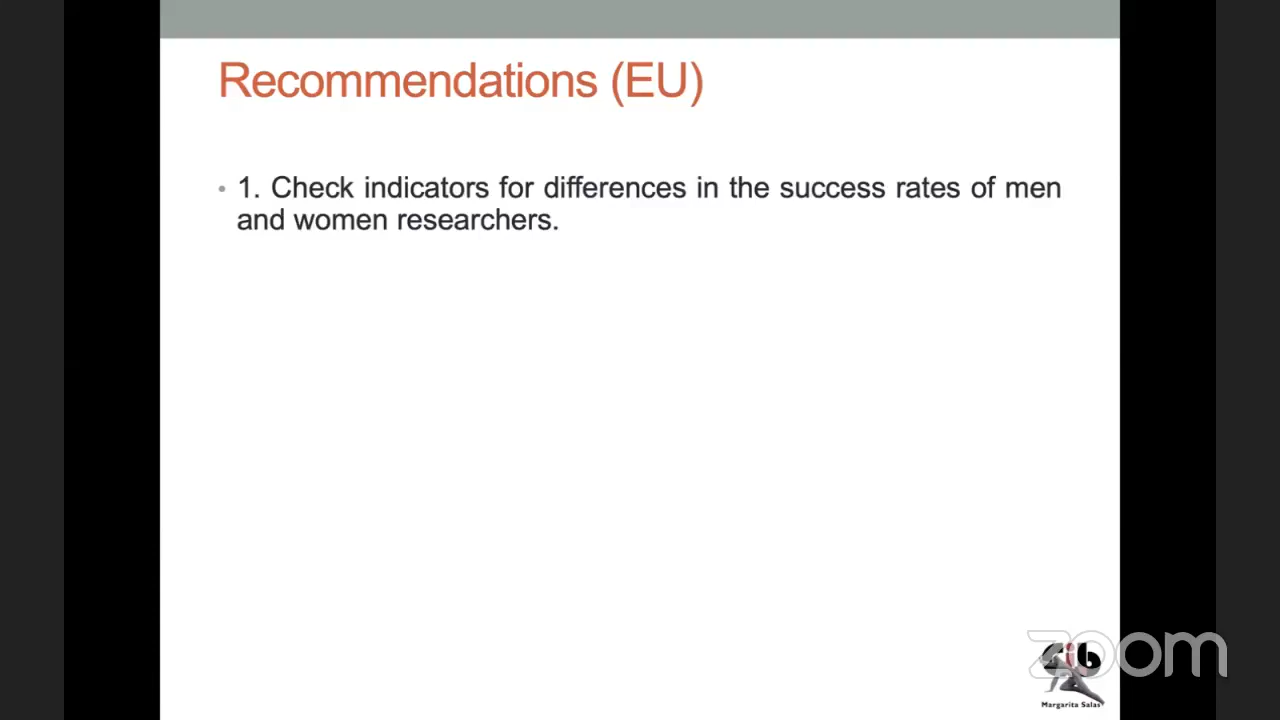 Recommendations (EU)
• 1. Check indicators for differences in the success rates of men
and women researchers.
zoom
Margarita Salas